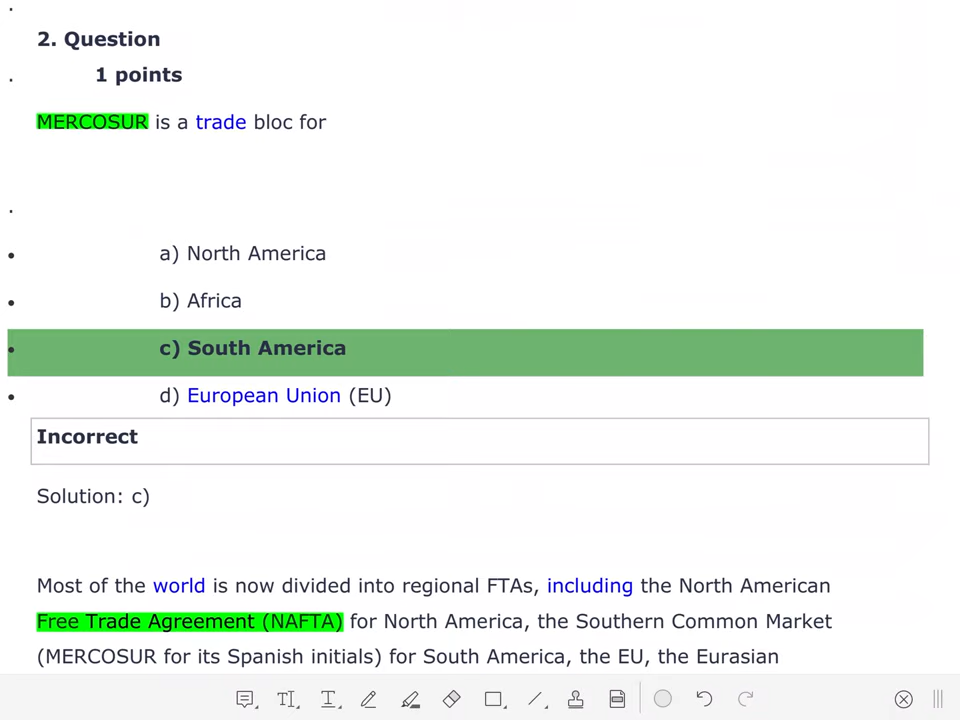 2. Question
1 points
MERCOSUR is a trade bloc for
a) North America
b) Africa
c) South America
d) European Union (EU)
Incorrect
Solution: c)
Most of the world is now divided into regional FTAs, including the North American
Free Trade Agreement (NAFTA) for North America, the Southern Common Market
(MERCOSUR for its Spanish initials) for South America, the EU, the Eurasian